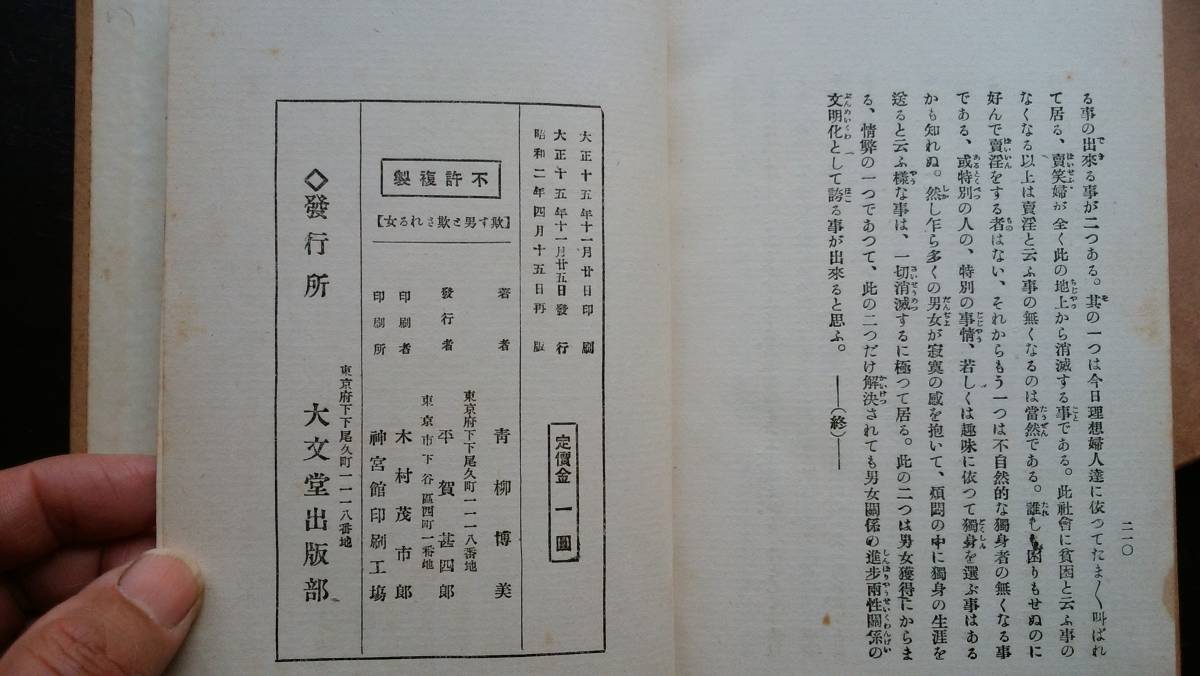 二一〇
る事の出來る事が二つある。其の一つは今日理想婦人達に依つてたま〱叫ばれ
て居る、賣笑婦が全く此の地上から消滅する事である。此社會に貧困と云ふ事の
なくなる以上は賣淫と云ふ事の無くなるのは當然である。誰しも困りもせぬのに
好んで賣淫をする者はない、それからもう一つは不自然的な獨身者の無くなる事
である、或特別の人の、特別の事情、若しくは趣味に依つて獨身を選ぶ事はある
かも知れぬ。然し乍ら多くの男女が寂寞の感を抱いて、煩悶の中に獨身の生涯を
送ると云ふ樣な事は、一切消滅するに極つて居る。此の二つは男女獲得にからま
る、情弊の一つであつて、此の二つだけ解決されても男女關係の進步兩性關係の
文明化として誇る事が出來ると思ふ。 ――(終)――
大正十五年十一月廿日印刷
大正十五年十一月廿五日發行
昭和二年四月十五日再版
定價金一圓
不許複製
【欺す男と欺される女】
著者 靑柳博美
東京府下下尾久町一一一八番地
發行者 平賀甚四郞
東京市下谷區西町一番地
印刷者 木村茂市郞
印刷所 神宮館印刷工場
東京府下下尾久町一一一八番地
◇發行所 大文堂出版部